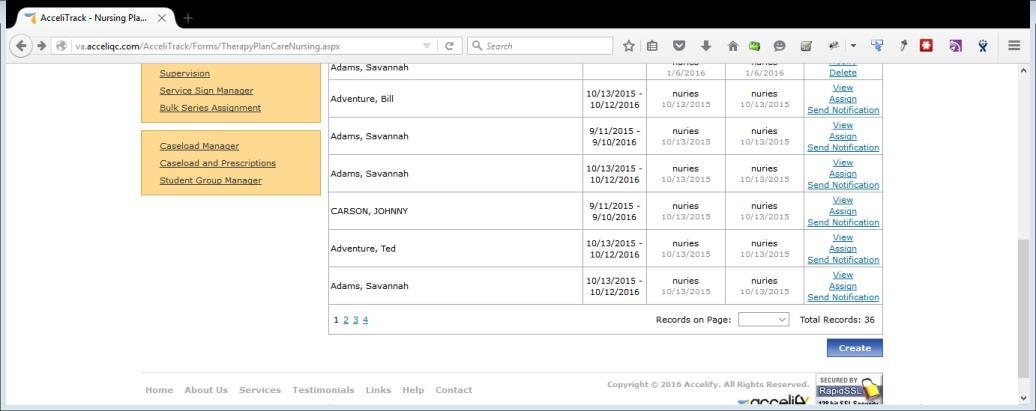 AcceliTrack - Nursing Pla...
va.acceliqc.com/AcceliTrack/Forms/TherapyPlanCareNursing.aspx
Search
Supervision
Service Sign Manager
Bulk Series Assignment
Caseload Manager
Caseload and Prescriptions
Student Group Manager
Adams, Savannah nuries 1/6/2016 nuries 1/6/2016 Modify
Delete
Adventure, Bill 10/13/2015 - nuries nuries View
10/12/2016 10/13/2015 10/13/2015 Assign
Send Notification
Adams, Savannah 9/11/2015 - nuries nuries View
9/10/2016 10/13/2015 10/13/2015 Assign
Send Notification
Adams, Savannah 10/13/2015 - nuries nuries View
10/12/2016 10/13/2015 10/13/2015 Assign
Send Notification
CARSON, JOHNNY 9/11/2015 - nuries nuries View
9/10/2016 10/13/2015 10/13/2015 Assign
Send Notification
Adventure, Ted 10/13/2015 - nuries nuries View
10/12/2016 10/13/2015 10/13/2015 Assign
Send Notification
Adams, Savannah 10/13/2015 - nuries nuries View
10/12/2016 10/13/2015 10/13/2015 Assign
Send Notification
1 2 3 4 Records on Page: Total Records: 36
Create
Home About Us Services Testimonials Links Help Contact
Copyright © 2016 Accelify. All Rights Reserved.
accelify
SECURED BY
RapidSSL
128 bit SSL Security